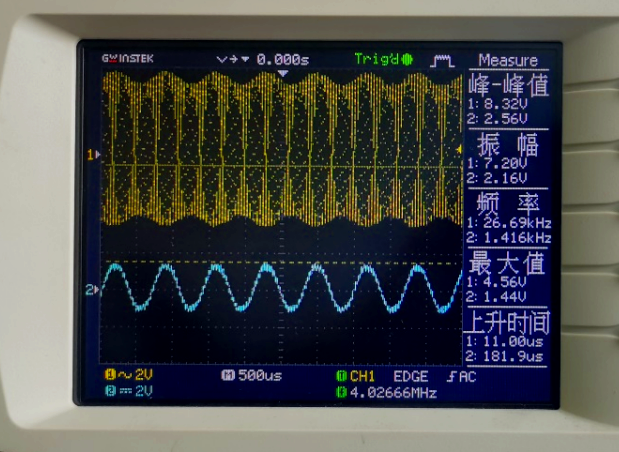 GWINSTEK 0.000s Trig'd Measure
峰-峰值
1: 8.32V
2: 2.56V
振 幅
1: 7.20V
2: 2.16V
频 率
1: 26.69kHz
2: 1.416kHz
最大值
1: 4.56V
2: 1.44V
上升时间
1: 11.00us
2: 181.9us
1
2
1 2V M 500us T CH1 EDGE AC
2 2V 4.02666MHz